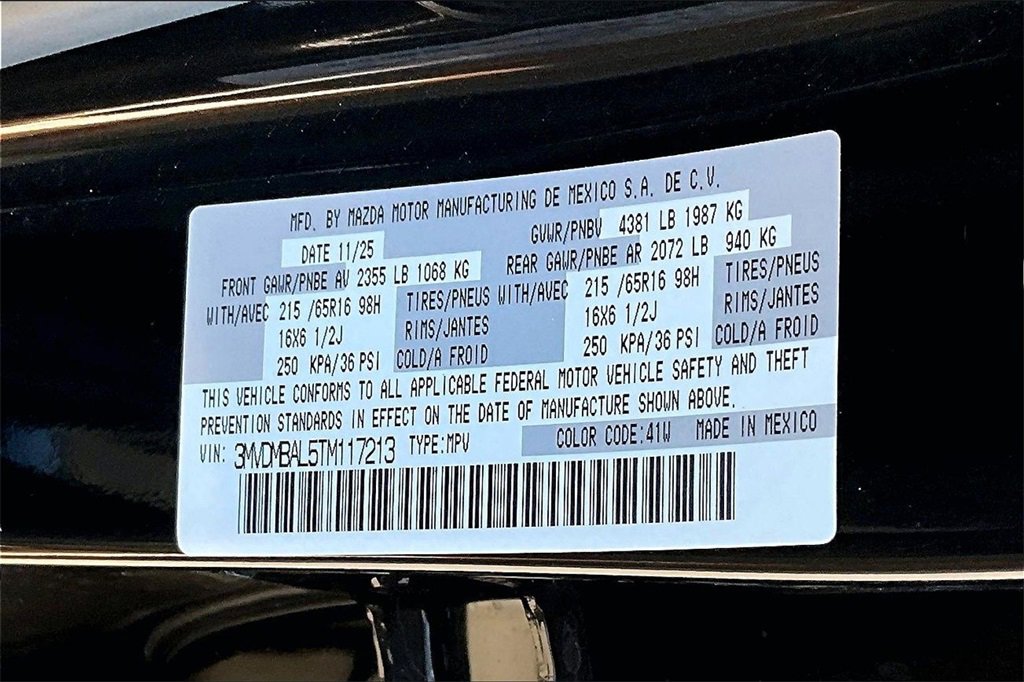 MFD. BY MAZDA MOTOR MANUFACTURING DE MEXICO S.A. DE C.V.
DATE 11/25 GVWR/PNBV 4381 LB 1987 KG
FRONT GAWR/PNBE AV 2355 LB 1068 KG REAR GAWR/PNBE AR 2072 LB 940 KG
WITH/AVEC 215 /65R16 98H TIRES/PNEUS WITH/AVEC 215 /65R16 98H TIRES/PNEUS
16X6 1/2J RIMS/JANTES 16X6 1/2J RIMS/JANTES
250 KPA/36 PSI COLD/A FROID 250 KPA/36 PSI COLD/A FROID
THIS VEHICLE CONFORMS TO ALL APPLICABLE FEDERAL MOTOR VEHICLE SAFETY AND THEFT
PREVENTION STANDARDS IN EFFECT ON THE DATE OF MANUFACTURE SHOWN ABOVE.
VIN: 3MVDMBAL5TM117213 TYPE:MPV COLOR CODE:41W MADE IN MEXICO